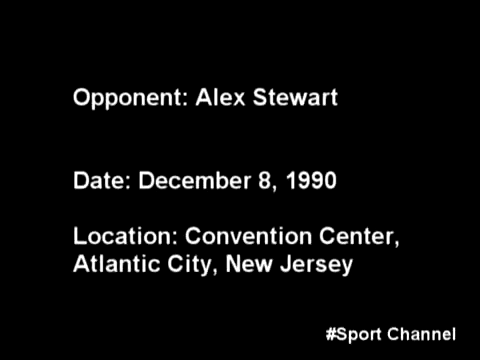 Opponent: Alex Stewart
Date: December 8, 1990
Location: Convention Center,
Atlantic City, New Jersey
#Sport Channel